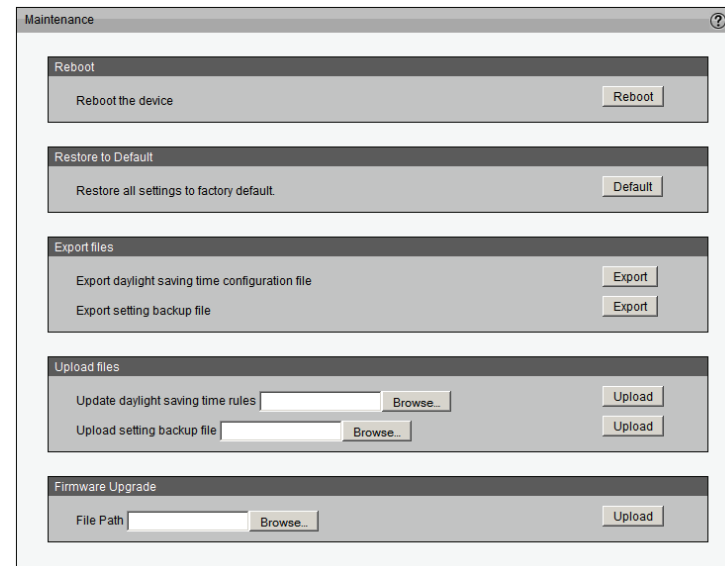 Maintenance
?
Reboot
Reboot the device Reboot
Restore to Default
Restore all settings to factory default. Default
Export files
Export daylight saving time configuration file Export
Export setting backup file Export
Upload files
Update daylight saving time rules Browse... Upload
Upload setting backup file Browse... Upload
Firmware Upgrade
File Path Browse... Upload